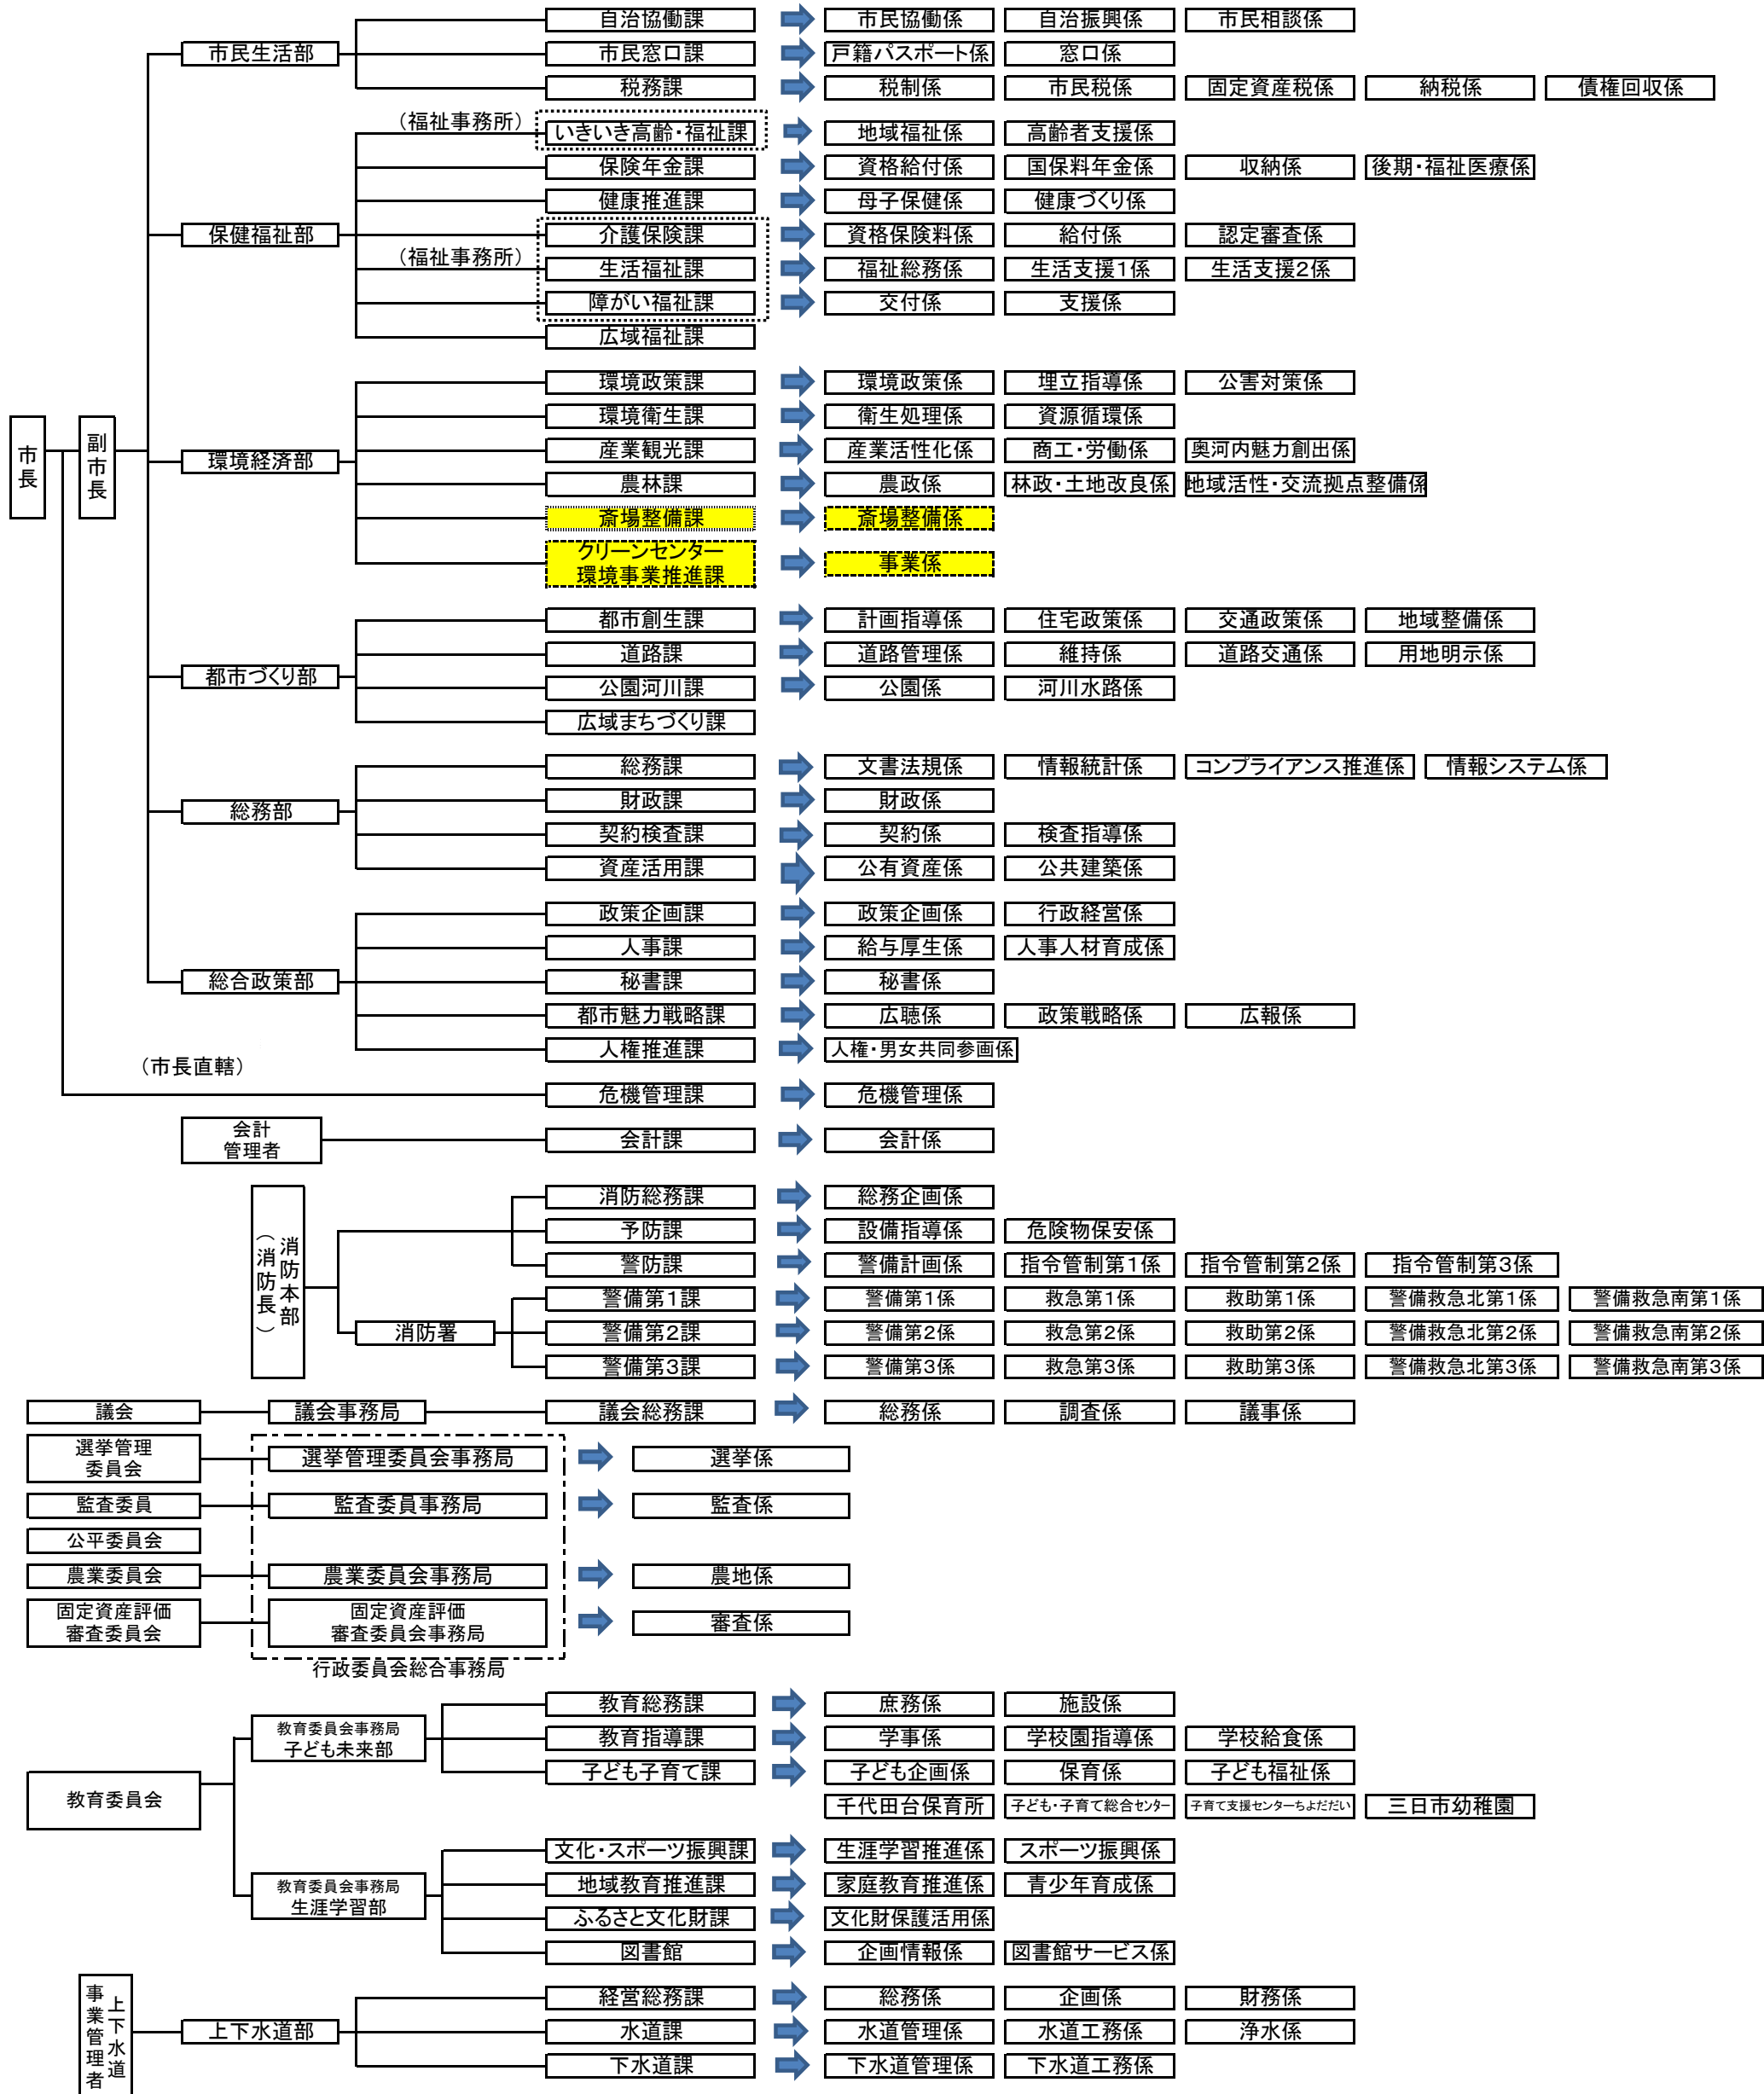 自治協働課 市民協働係 自治振興係 市民相談係
市民生活部 市民窓口課 戸籍パスポート係 窓口係
税務課 税制係 市民税係 固定資産税係 納税係 債権回収係
(福祉事務所) いきいき高齢・福祉課 地域福祉係 高齢者支援係
保険年金課 資格給付係 国保料年金係 収納係 後期・福祉医療係
健康推進課 母子保健係 健康づくり係
保健福祉部 介護保険課 資格保険料係 給付係 認定審査係
(福祉事務所) 生活福祉課 福祉総務係 生活支援1係 生活支援2係
障がい福祉課 交付係 支援係
広域福祉課
環境政策課 環境政策係 埋立指導係 公害対策係
環境衛生課 衛生処理係 資源循環係
市長 副市長 環境経済部 産業観光課 産業活性化係 商工・労働係 奥河内魅力創出係
農林課 農政係 林政・土地改良係 地域活性・交流拠点整備係
斎場整備課 斎場整備係
クリーンセンター
環境事業推進課 事業係
都市創生課 計画指導係 住宅政策係 交通政策係 地域整備係
道路課 道路管理係 維持係 道路交通係 用地明示係
都市づくり部 公園河川課 公園係 河川水路係
広域まちづくり課
総務課 文書法規係 情報統計係 コンプライアンス推進係 情報システム係
総務部 財政課 財政係
契約検査課 契約係 検査指導係
資産活用課 公有資産係 公共建築係
政策企画課 政策企画係 行政経営係
人事課 給与厚生係 人事人材育成係
総合政策部 秘書課 秘書係
都市魅力戦略課 広聴係 政策戦略係 広報係
人権推進課 人権・男女共同参画係
(市長直轄)
危機管理課 危機管理係
会計
管理者 会計課 会計係
消防本部
(消防長)
消防総務課 総務企画係
予防課 設備指導係 危険物保安係
警防課 警備計画係 指令管制第1係 指令管制第2係 指令管制第3係
警備第1課 警備第1係 救急第1係 救助第1係 警備救急北第1係 警備救急南第1係
消防署 警備第2課 警備第2係 救急第2係 救助第2係 警備救急北第2係 警備救急南第2係
警備第3課 警備第3係 救急第3係 救助第3係 警備救急北第3係 警備救急南第3係
議会 議会事務局 議会総務課 総務係 調査係 議事係
選挙管理
委員会 選挙管理委員会事務局 選挙係
監査委員 監査委員事務局 監査係
公平委員会
農業委員会 農業委員会事務局 農地係
固定資産評価 固定資産評価
審査委員会 審査委員会事務局 審査係
行政委員会総合事務局
教育総務課 庶務係 施設係
教育委員会事務局
子ども未来部 教育指導課 学事係 学校園指導係 学校給食係
子ども子育て課 子ども企画係 保育係 子ども福祉係
教育委員会 千代田台保育所 子ども・子育て総合センター 子育て支援センターちよだだい 三日市幼稚園
文化・スポーツ振興課 生涯学習推進係 スポーツ振興係
教育委員会事務局
生涯学習部 地域教育推進課 家庭教育推進係 青少年育成係
ふるさと文化財課 文化財保護活用係
図書館 企画情報係 図書館サービス係
上下水道
事業管理者
経営総務課 総務係 企画係 財務係
上下水道部 水道課 水道管理係 水道工務係 浄水係
下水道課 下水道管理係 下水道工務係